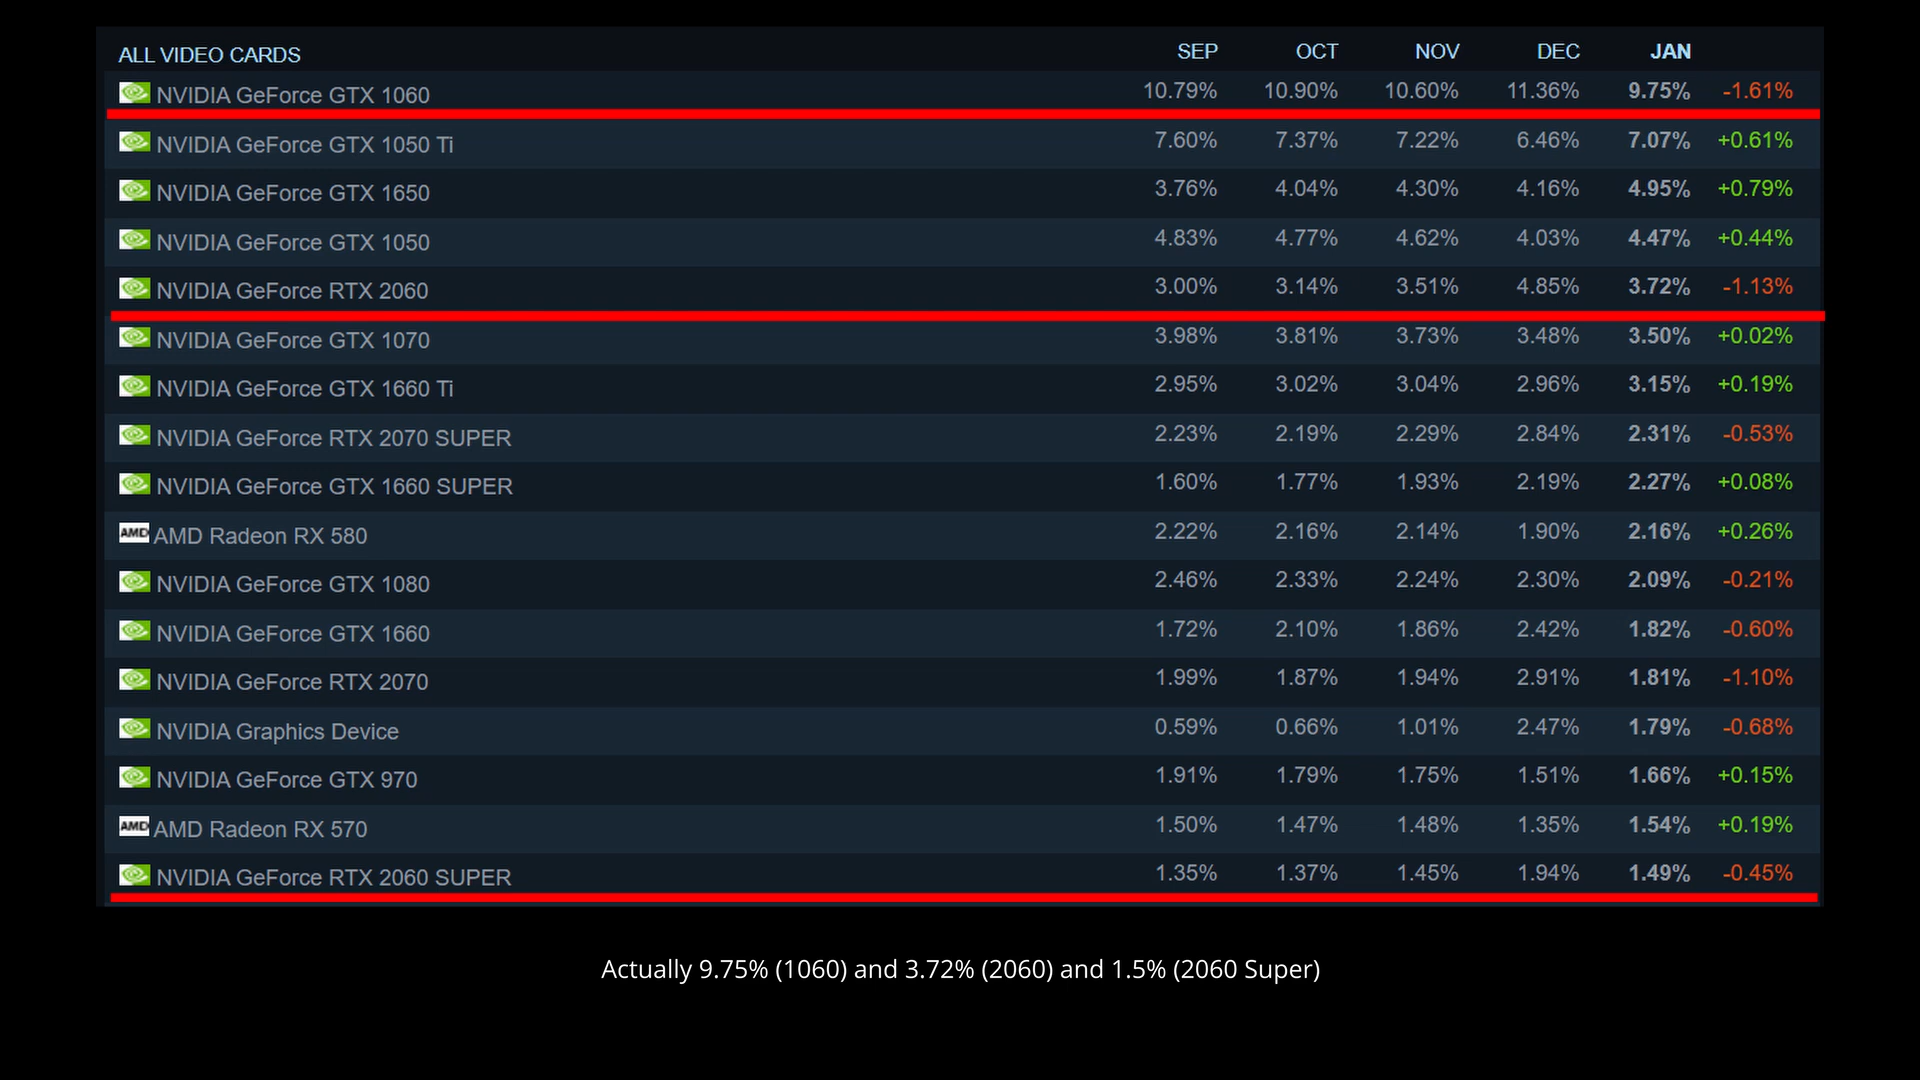 ALL VIDEO CARDS SEP OCT NOV DEC JAN
NVIDIA GeForce GTX 1060 10.79% 10.90% 10.60% 11.36% 9.75% -1.61%
NVIDIA GeForce GTX 1050 Ti 7.60% 7.37% 7.22% 6.46% 7.07% +0.61%
NVIDIA GeForce GTX 1650 3.76% 4.04% 4.30% 4.16% 4.95% +0.79%
NVIDIA GeForce GTX 1050 4.83% 4.77% 4.62% 4.03% 4.47% +0.44%
NVIDIA GeForce RTX 2060 3.00% 3.14% 3.51% 4.85% 3.72% -1.13%
NVIDIA GeForce GTX 1070 3.98% 3.81% 3.73% 3.48% 3.50% +0.02%
NVIDIA GeForce GTX 1660 Ti 2.95% 3.02% 3.04% 2.96% 3.15% +0.19%
NVIDIA GeForce RTX 2070 SUPER 2.23% 2.19% 2.29% 2.84% 2.31% -0.53%
NVIDIA GeForce GTX 1660 SUPER 1.60% 1.77% 1.93% 2.19% 2.27% +0.08%
AMD AMD Radeon RX 580 2.22% 2.16% 2.14% 1.90% 2.16% +0.26%
NVIDIA GeForce GTX 1080 2.46% 2.33% 2.24% 2.30% 2.09% -0.21%
NVIDIA GeForce GTX 1660 1.72% 2.10% 1.86% 2.42% 1.82% -0.60%
NVIDIA GeForce RTX 2070 1.99% 1.87% 1.94% 2.91% 1.81% -1.10%
NVIDIA Graphics Device 0.59% 0.66% 1.01% 2.47% 1.79% -0.68%
NVIDIA GeForce GTX 970 1.91% 1.79% 1.75% 1.51% 1.66% +0.15%
AMD AMD Radeon RX 570 1.50% 1.47% 1.48% 1.35% 1.54% +0.19%
NVIDIA GeForce RTX 2060 SUPER 1.35% 1.37% 1.45% 1.94% 1.49% -0.45%
Actually 9.75% (1060) and 3.72% (2060) and 1.5% (2060 Super)